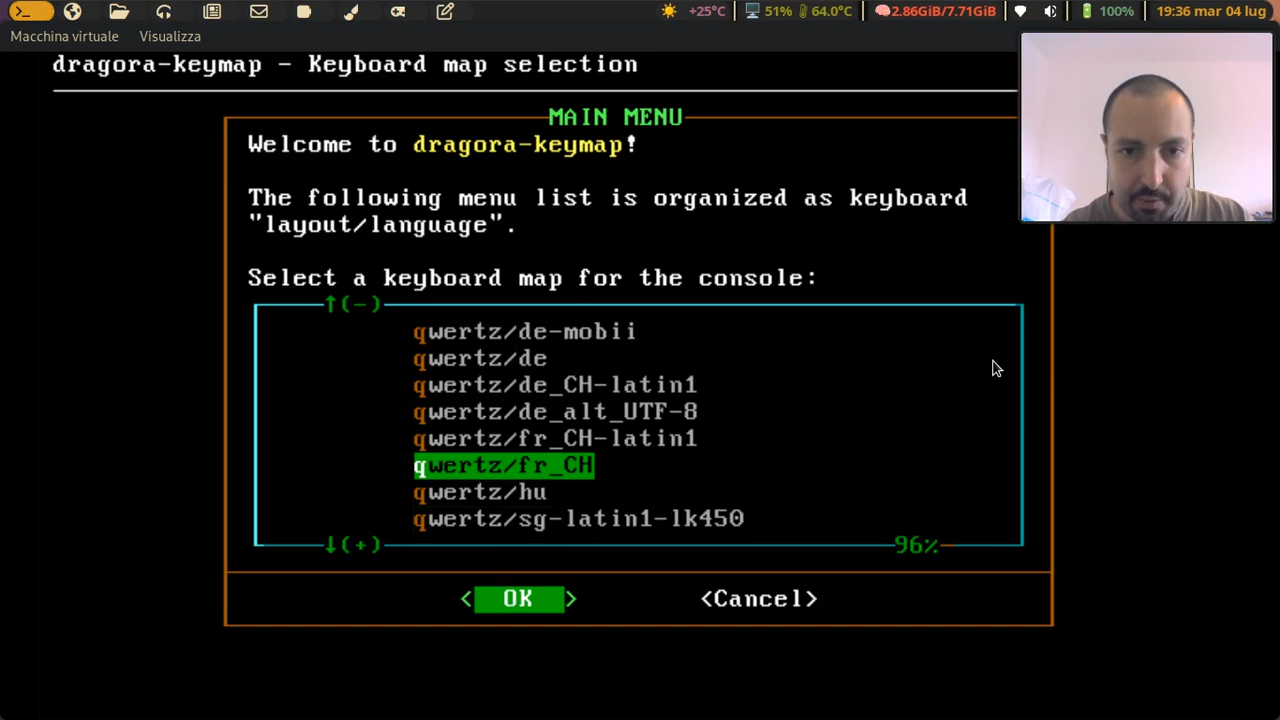 +25°C 51% 64.0°C 2.86GiB/7.71GiB 100% 19:36 mar 04 lug
Macchina virtuale Visualizza
dragora-keymap - Keyboard map selection
MAIN MENU
Welcome to dragora-keymap!
The following menu list is organized as keyboard
"layout/language".
Select a keyboard map for the console:
↑(-)
qwertz/de-mobii
qwertz/de
qwertz/de_CH-latin1
qwertz/de_alt_UTF-8
qwertz/fr_CH-latin1
qwertz/fr_CH
qwertz/hu
qwertz/sg-latin1-lk450
↓(+) 96%
< OK > <Cancel>